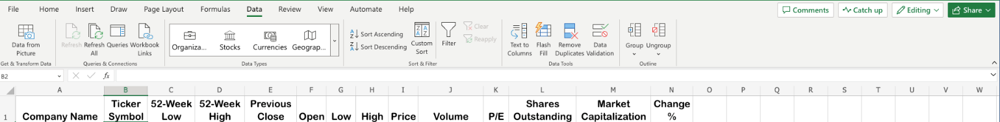 File Home Insert Draw Page Layout Formulas Data Review View Automate Help Comments Catch up Editing Share
Data from
Picture
Get & Transform Data
Refresh
Refresh
All
Queries
Workbook
Links
Queries & Connections
Organiza... Stocks Currencies Geograp...
Data Types
Sort Ascending
Sort Descending
Custom
Sort
Filter
Clear
Reapply
Sort & Filter
Text to
Columns
Flash
Fill
Remove
Duplicates
Data
Validation
Data Tools
Group
Ungroup
Outline
B2 fx
A B C D E F G H I J K L M N O P Q R S T U V W
1
Company Name
Ticker
Symbol
52-Week
Low
52-Week
High
Previous
Close
Open
Low
High
Price
Volume
P/E
Shares
Outstanding
Market
Capitalization
Change
%